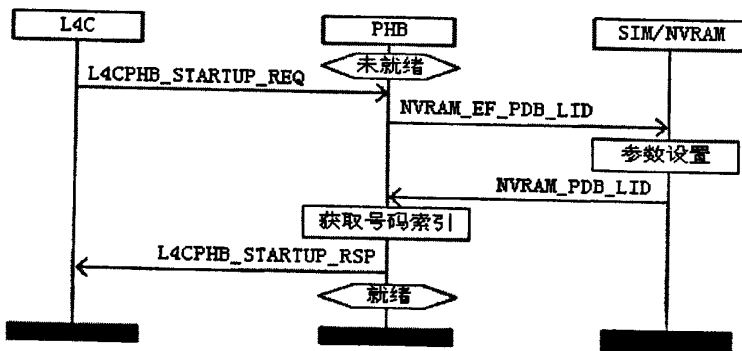 L4C
PHB
SIM/NVRAM
未就绪
L4CPHB_STARTUP_REQ
NVRAM_EF_PDB_LID
参数设置
NVRAM_PDB_LID
获取号码索引
L4CPHB_STARTUP_RSP
就绪